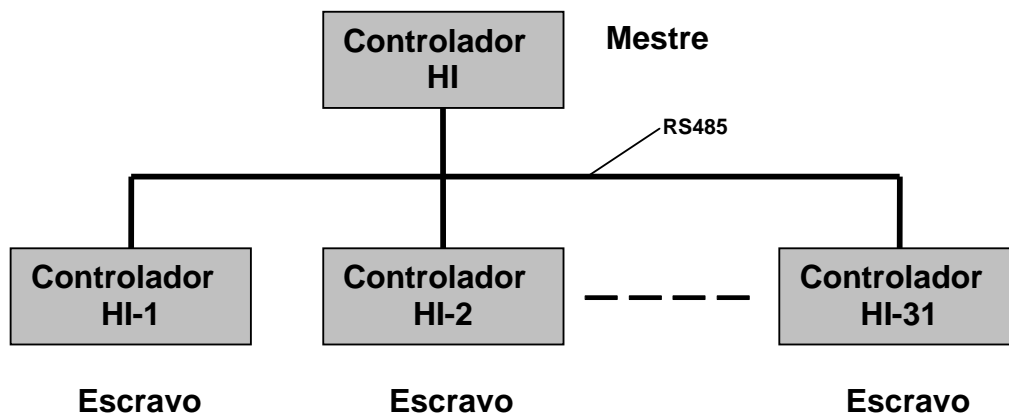 Controlador
HI
Mestre
RS485
Controlador
HI-1
Controlador
HI-2
Controlador
HI-31
Escravo
Escravo
Escravo